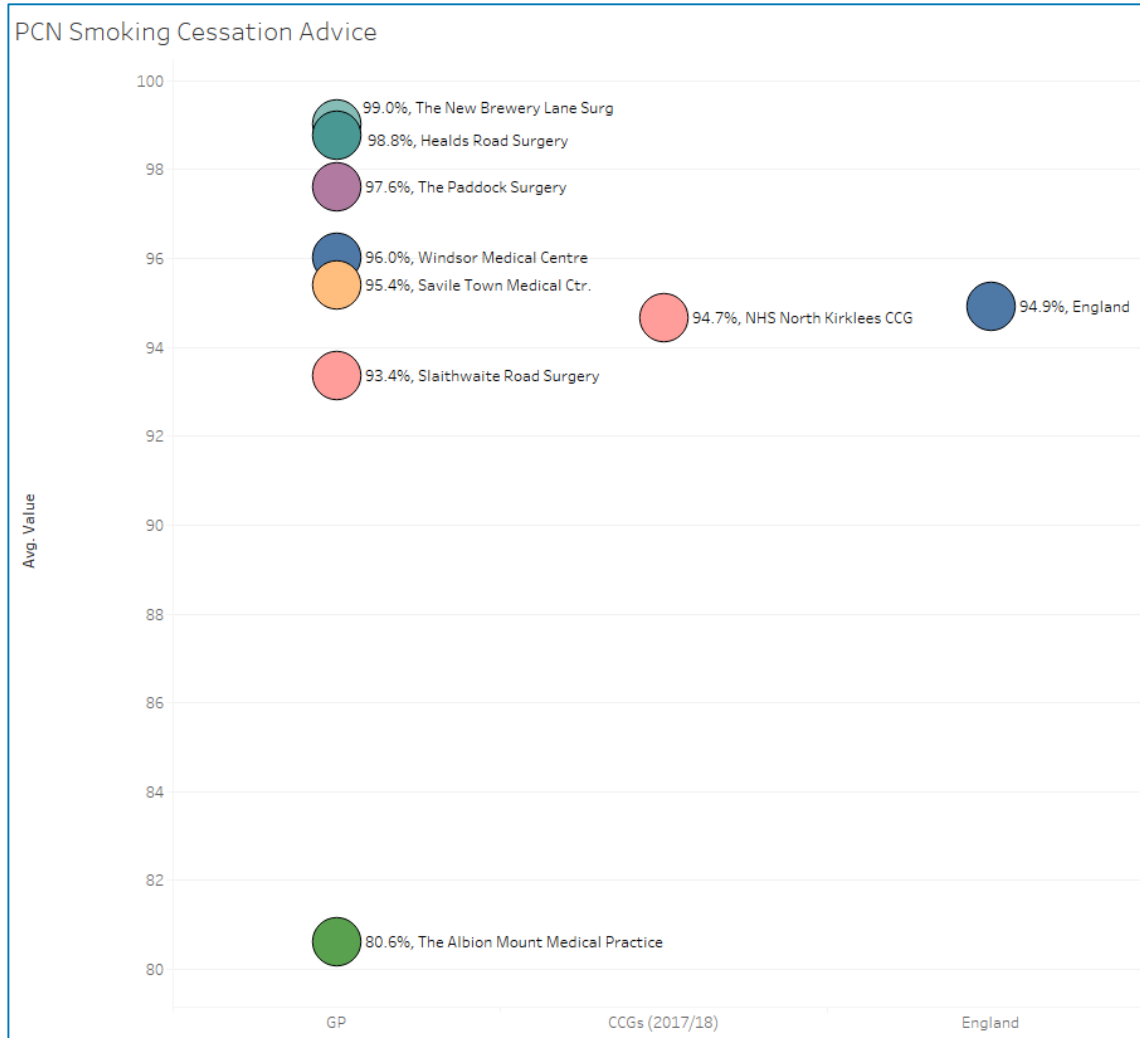 PCN Smoking Cessation Advice
100
99.0%, The New Brewery Lane Surg
98.8%, Healds Road Surgery
98
97.6%, The Paddock Surgery
96
96.0%, Windsor Medical Centre
95.4%, Savile Town Medical Ctr.
94.7%, NHS North Kirklees CCG
94.9%, England
94
93.4%, Slaithwaite Road Surgery
92
90
Avg. Value
88
86
84
82
80.6%, The Albion Mount Medical Practice
80
GP
CCGs (2017/18)
England